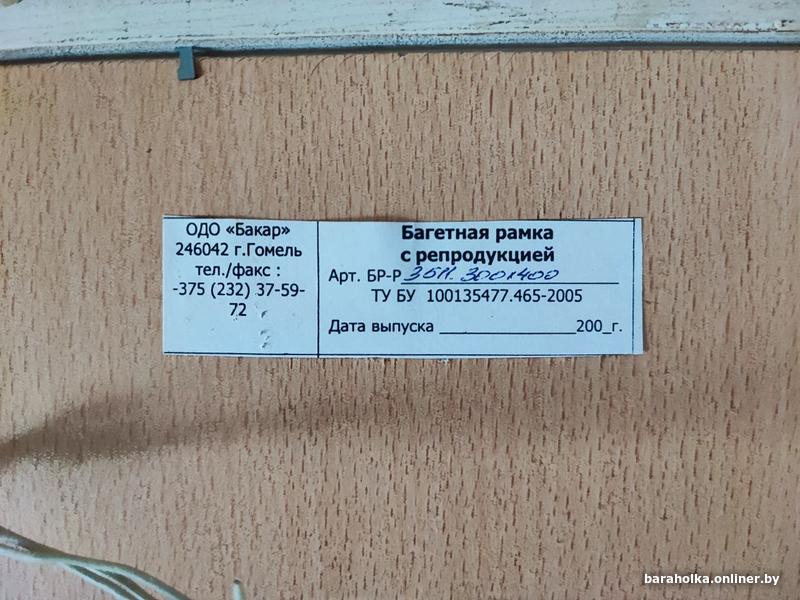 ОДО «Бакар»
246042 г.Гомель
тел./факс :
-375 (232) 37-59-
72
Багетная рамка
с репродукцией
Арт. БР-Р 35П. 300х400
ТУ БУ 100135477.465-2005
Дата выпуска ________________200_г.
baraholka.onliner.by